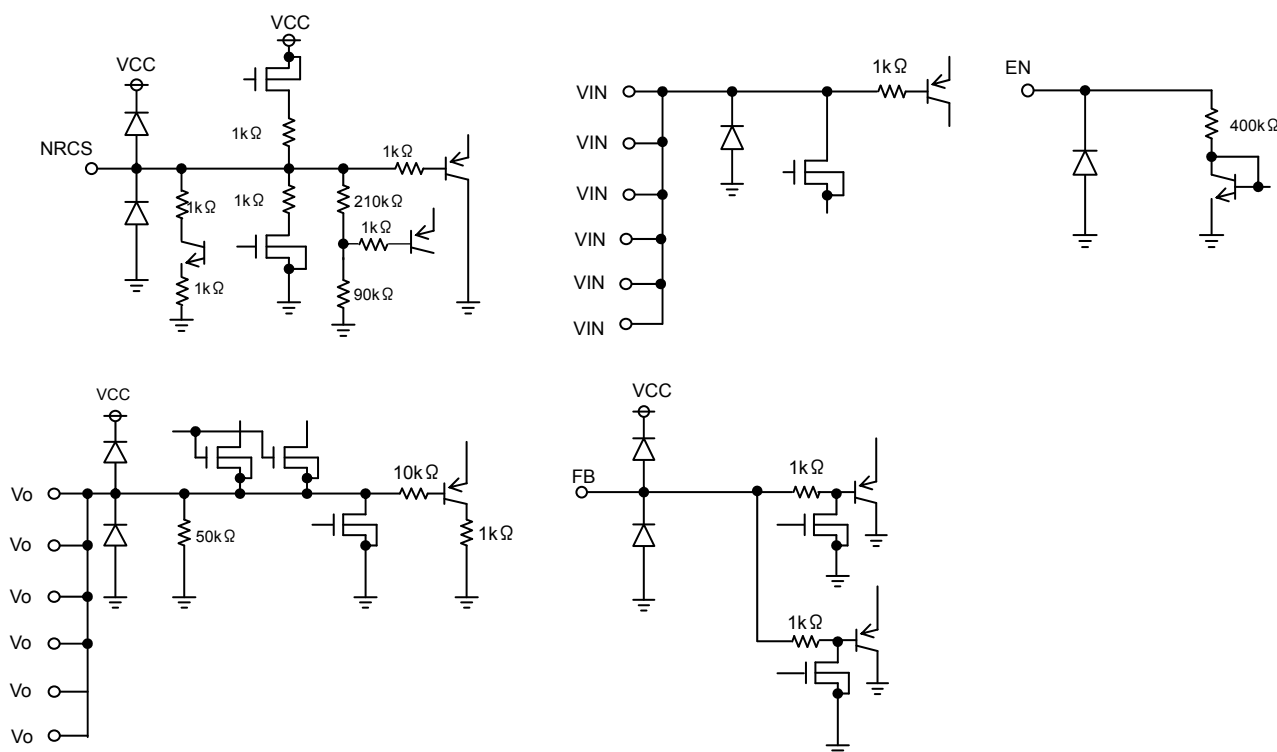 VCC
VCC
NRCS
1kΩ
1kΩ
1kΩ
1kΩ
210kΩ
1kΩ
1kΩ
90kΩ
VIN
VIN
VIN
VIN
VIN
VIN
1kΩ
EN
400kΩ
VCC
Vo
Vo
Vo
Vo
Vo
Vo
50kΩ
10kΩ
1kΩ
VCC
FB
1kΩ
1kΩ